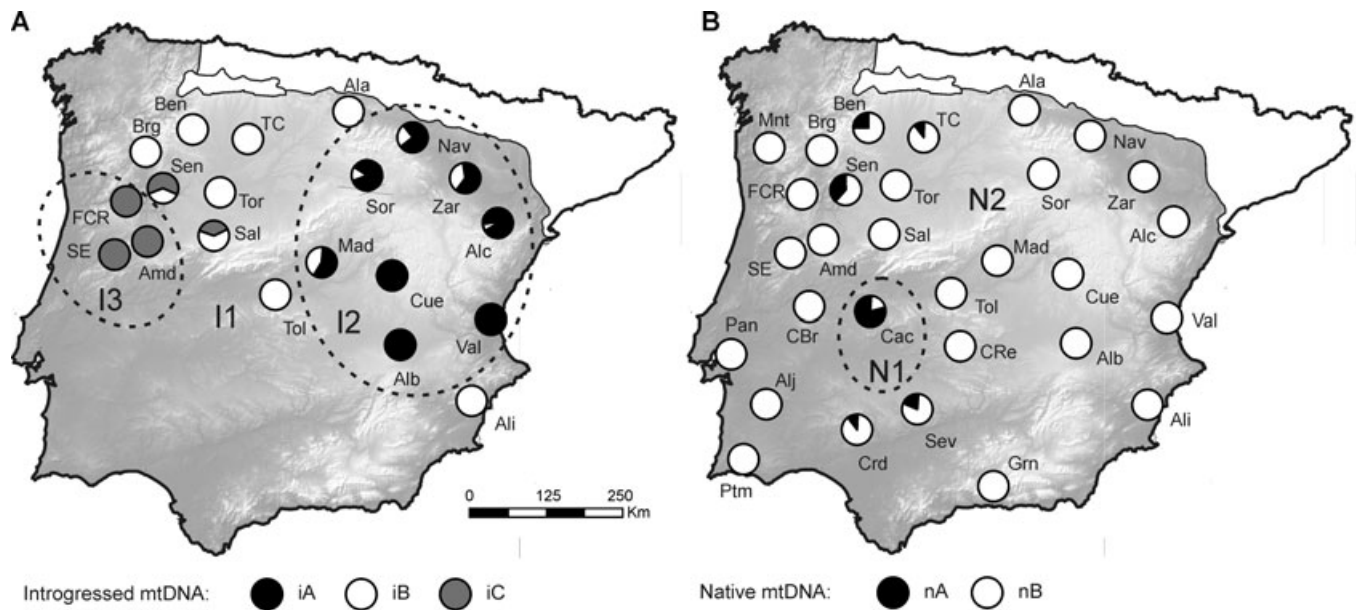 A
B
Ala
Ben
TC
Brg
Nav
Sen
Sor
Zar
Tor
FCR
Alc
Sal
SE
Amd
Mad
I3
I1
I2
Cue
Tol
Val
Alb
Ali
0 125 250
Km
Introgressed mtDNA: iA iB iC
Ala
Ben
TC
Mnt
Brg
Nav
Sen
N2
FCR
Tor
Sor
Zar
Alc
Sal
SE
Amd
Mad
Cue
Tol
Val
CBr
Cac
Pan
CRe
Alb
N1
Alj
Ali
Sev
Crd
Grn
Ptm
Native mtDNA: nA nB